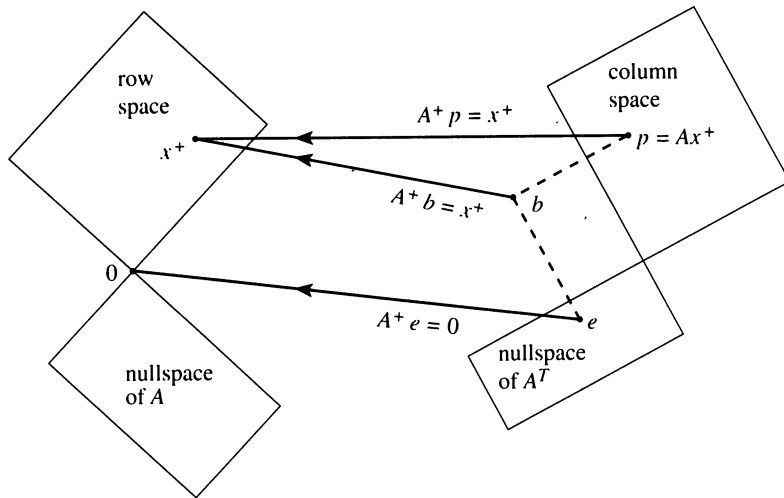 row
space
column
space
A⁺ p = x⁺
x⁺
p = Ax⁺
A⁺ b = x⁺
b
0
A⁺ e = 0
e
nullspace
of A
nullspace
of Aᵀ